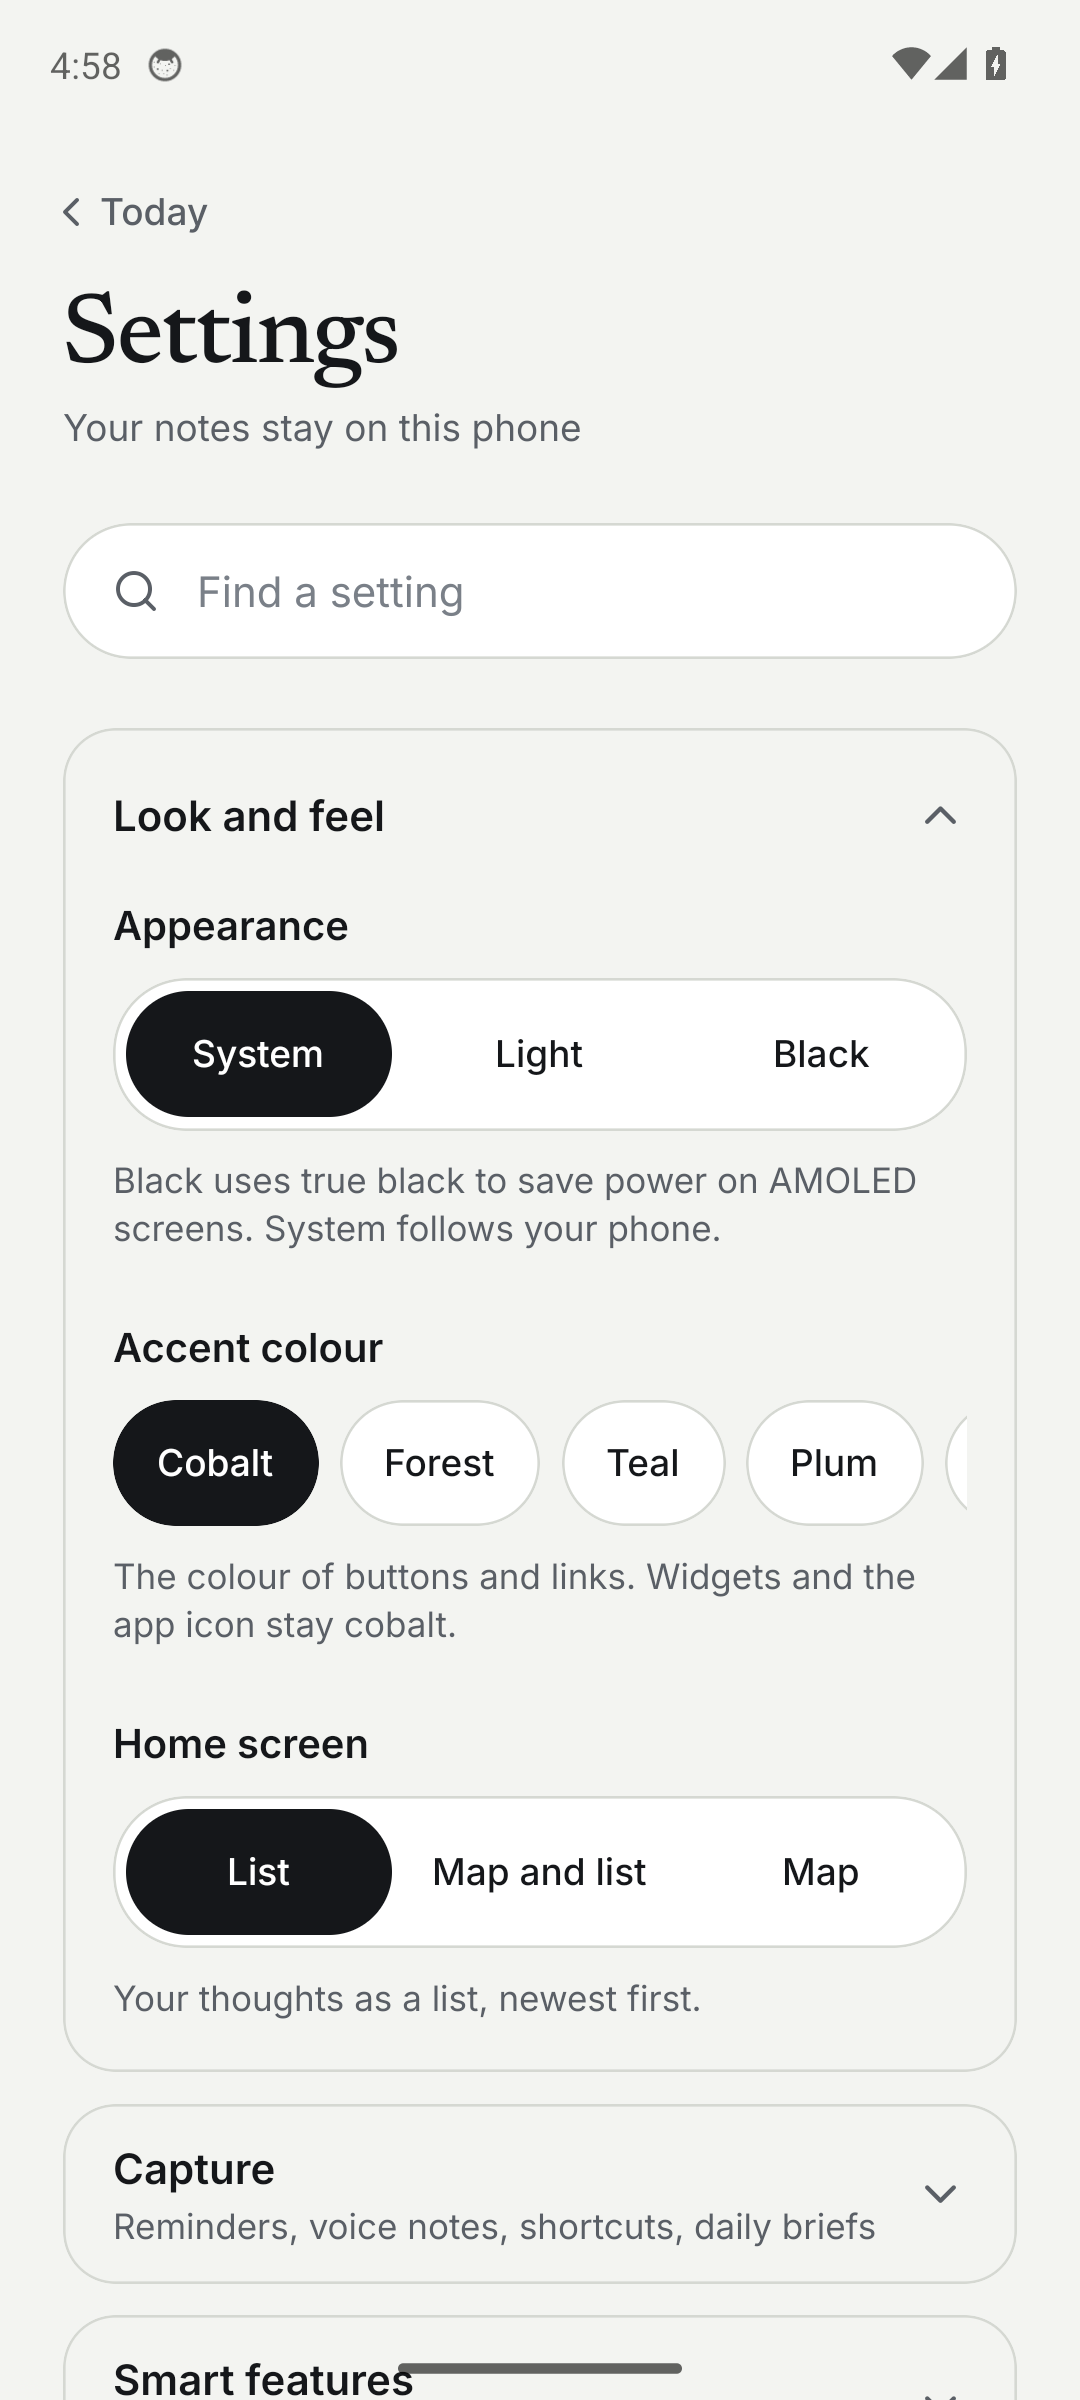 4:58
Today
Settings
Your notes stay on this phone
Find a setting
Look and feel
Appearance
System Light Black
Black uses true black to save power on AMOLED
screens. System follows your phone.
Accent colour
Cobalt Forest Teal Plum
The colour of buttons and links. Widgets and the
app icon stay cobalt.
Home screen
List Map and list Map
Your thoughts as a list, newest first.
Capture
Reminders, voice notes, shortcuts, daily briefs
Smart features